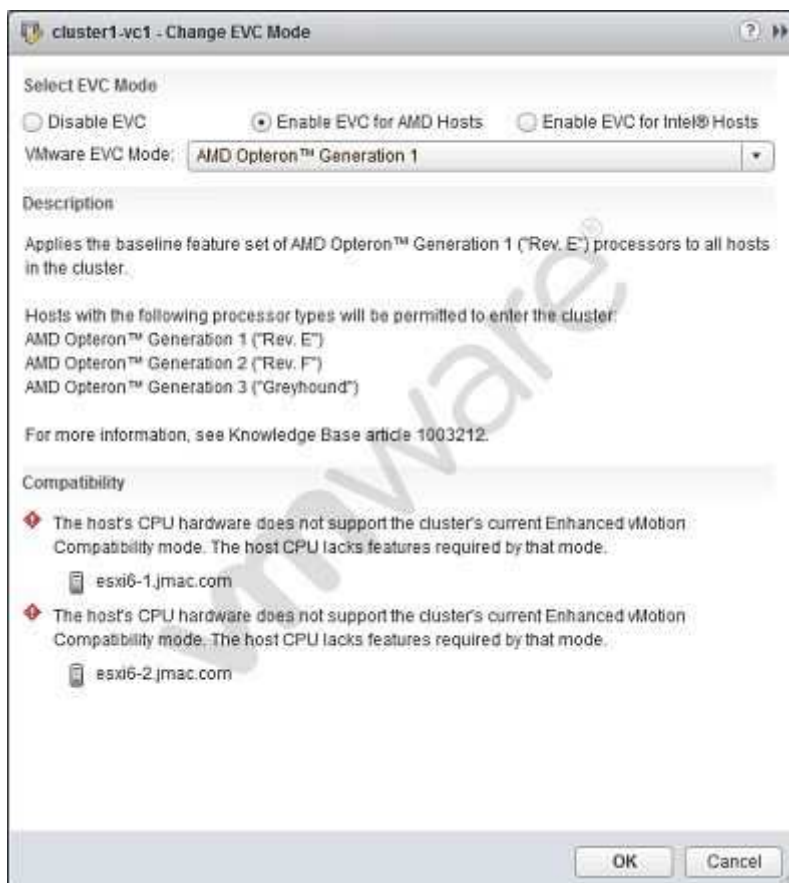 cluster1-vc1 - Change EVC Mode
?
Select EVC Mode
Disable EVC
Enable EVC for AMD Hosts
Enable EVC for Intel® Hosts
VMware EVC Mode:
AMD Opteron™ Generation 1
Description
Applies the baseline feature set of AMD Opteron™ Generation 1 ("Rev. E") processors to all hosts
in the cluster.
Hosts with the following processor types will be permitted to enter the cluster:
AMD Opteron™ Generation 1 ("Rev. E")
AMD Opteron™ Generation 2 ("Rev. F")
AMD Opteron™ Generation 3 ("Greyhound")
For more information, see Knowledge Base article 1003212.
Compatibility
The host's CPU hardware does not support the cluster's current Enhanced vMotion
Compatibility mode. The host CPU lacks features required by that mode.
esxi6-1.jmac.com
The host's CPU hardware does not support the cluster's current Enhanced vMotion
Compatibility mode. The host CPU lacks features required by that mode.
esxi6-2.jmac.com
OK
Cancel
vmware®